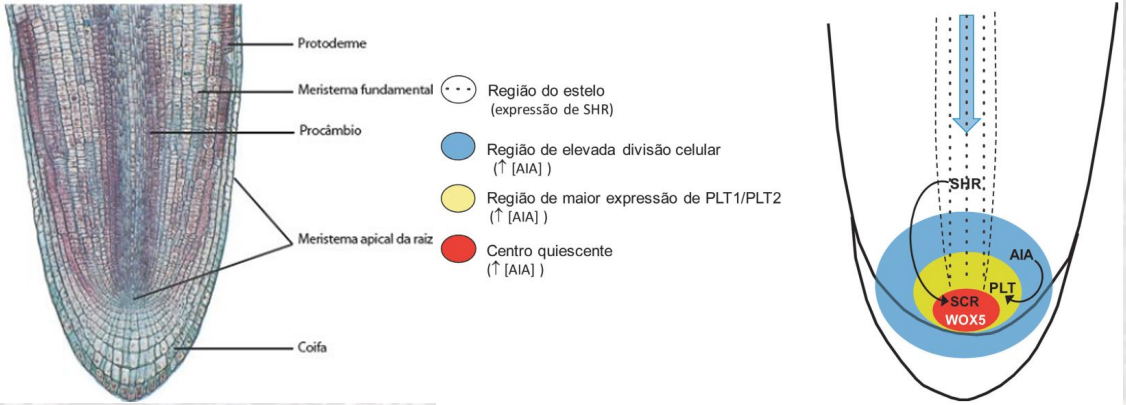 Protoderme
Meristema fundamental
Procâmbio
Meristema apical da raiz
Coifa
Região do estelo
(expressão de SHR)
Região de elevada divisão celular
(↑ [AIA] )
Região de maior expressão de PLT1/PLT2
(↑ [AIA] )
Centro quiescente
(↑ [AIA] )
SHR
AIA
PLT
SCR
WOX5